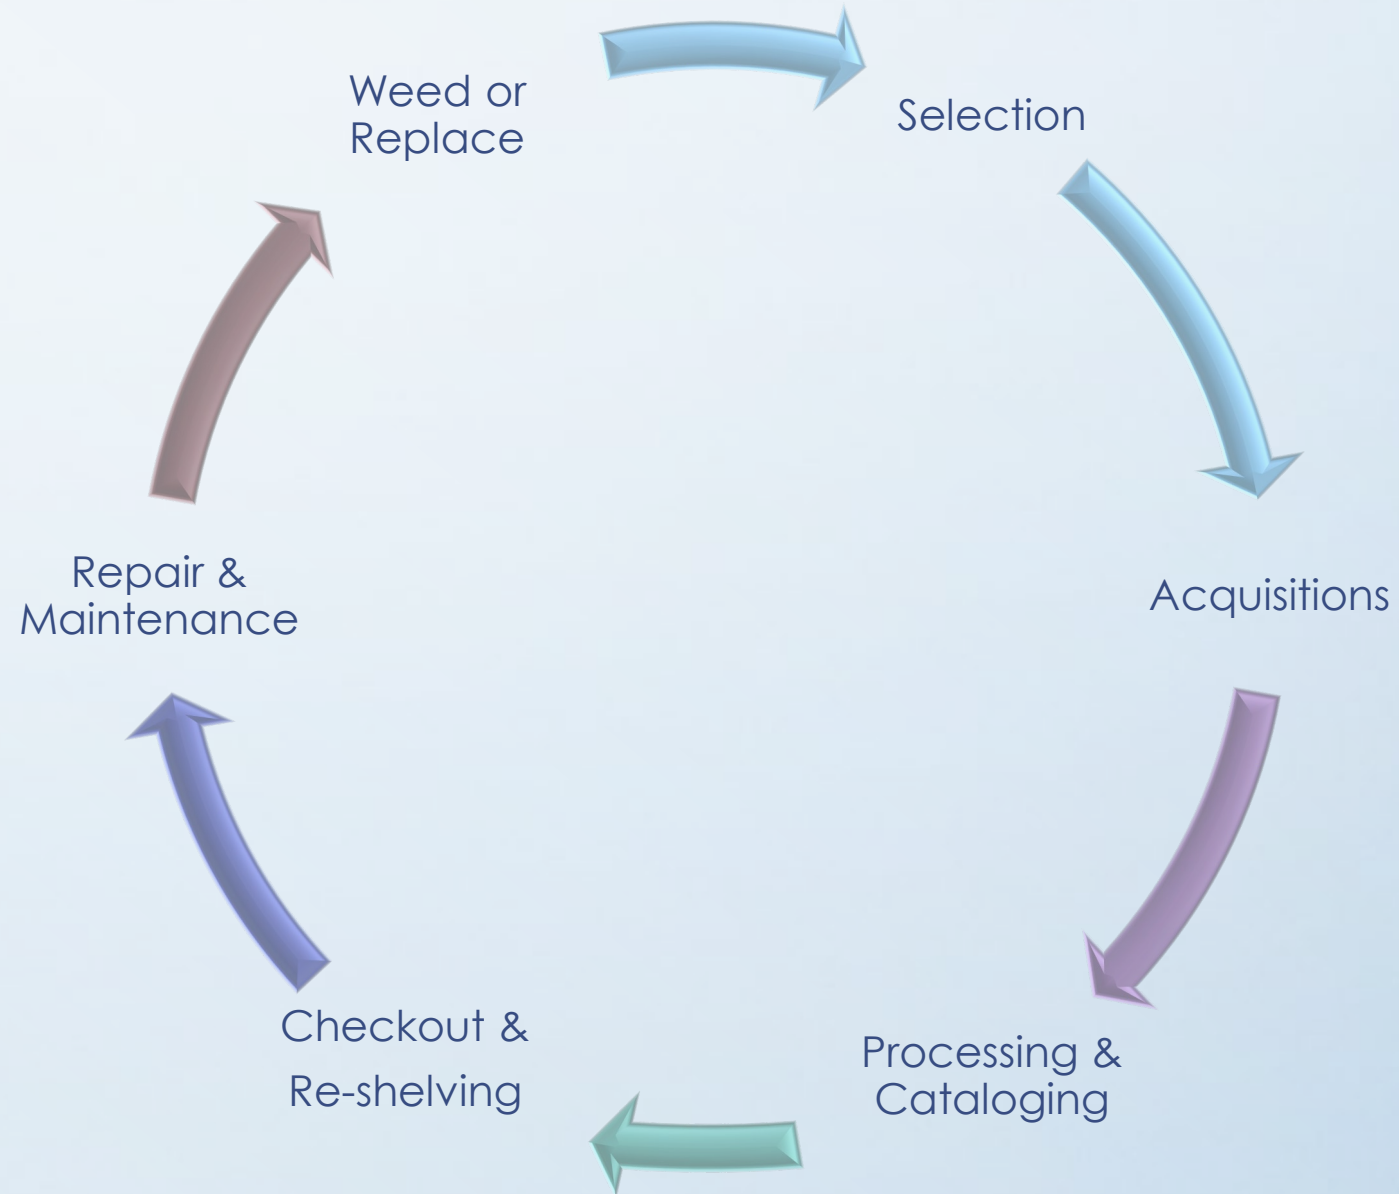 Weed or
Replace
Selection
Acquisitions
Processing &
Cataloging
Checkout &
Re-shelving
Repair &
Maintenance